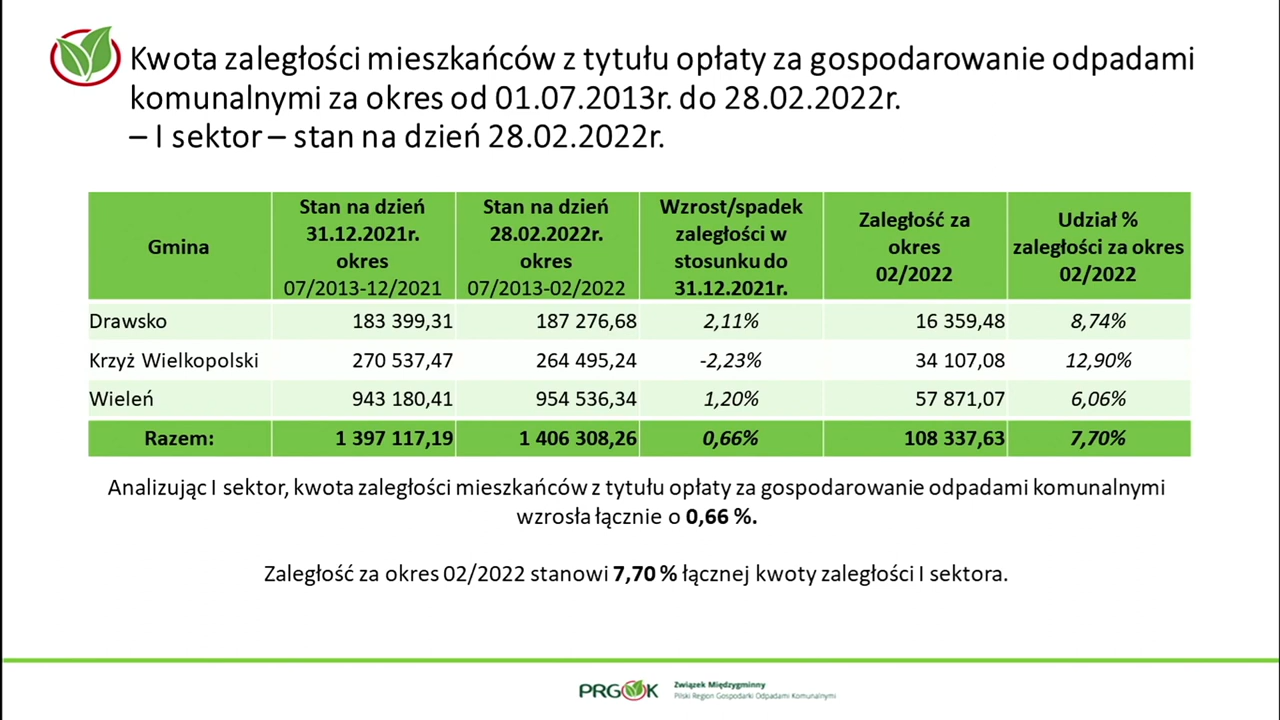 Kwota zaległości mieszkańców z tytułu opłaty za gospodarowanie odpadami
komunalnymi za okres od 01.07.2013r. do 28.02.2022r.
– I sektor – stan na dzień 28.02.2022r.
Gmina
Stan na dzień
31.12.2021r.
okres
07/2013-12/2021
Stan na dzień
28.02.2022r.
okres
07/2013-02/2022
Wzrost/spadek
zaległości w
stosunku do
31.12.2021r.
Zaległość za
okres
02/2022
Udział %
zaległości za okres
02/2022
Drawsko 183 399,31 187 276,68 2,11% 16 359,48 8,74%
Krzyż Wielkopolski 270 537,47 264 495,24 -2,23% 34 107,08 12,90%
Wieleń 943 180,41 954 536,34 1,20% 57 871,07 6,06%
Razem: 1 397 117,19 1 406 308,26 0,66% 108 337,63 7,70%
Analizując I sektor, kwota zaległości mieszkańców z tytułu opłaty za gospodarowanie odpadami komunalnymi
wzrosła łącznie o 0,66 %.
Zaległość za okres 02/2022 stanowi 7,70 % łącznej kwoty zaległości I sektora.
PRGOK
Związek Międzygminny
Pilski Region Gospodarki Odpadami Komunalnymi